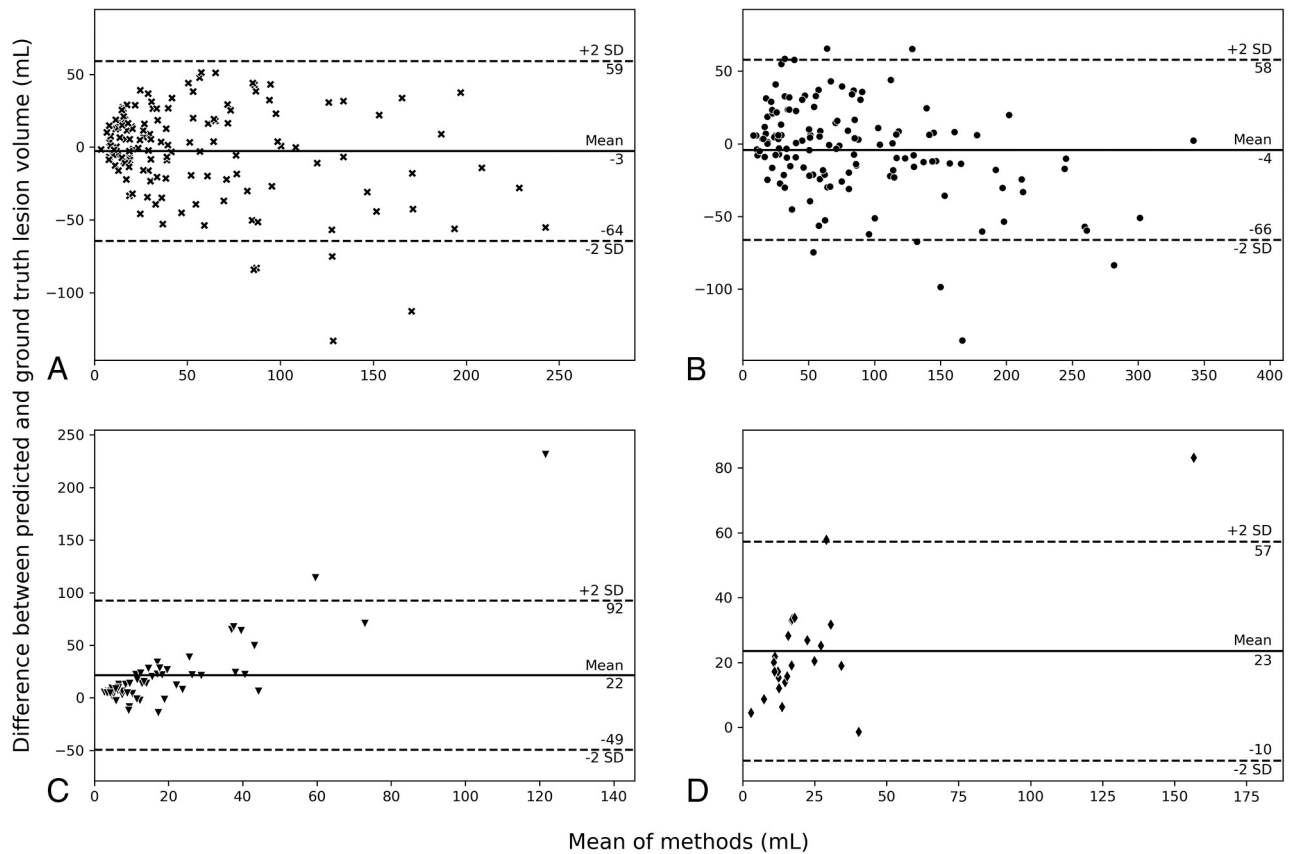 Difference between predicted and ground truth lesion volume (mL)
50
0
−50
−100
+2 SD
59
Mean
-3
-64
-2 SD
A
0 50 100 150 200 250
50
0
−50
−100
+2 SD
58
Mean
-4
-66
-2 SD
B
0 50 100 150 200 250 300 350 400
250
200
150
100
50
0
−50
+2 SD
92
Mean
22
-49
-2 SD
C
0 20 40 60 80 100 120 140
80
60
40
20
0
+2 SD
57
Mean
23
-10
-2 SD
D
0 25 50 75 100 125 150 175
Mean of methods (mL)